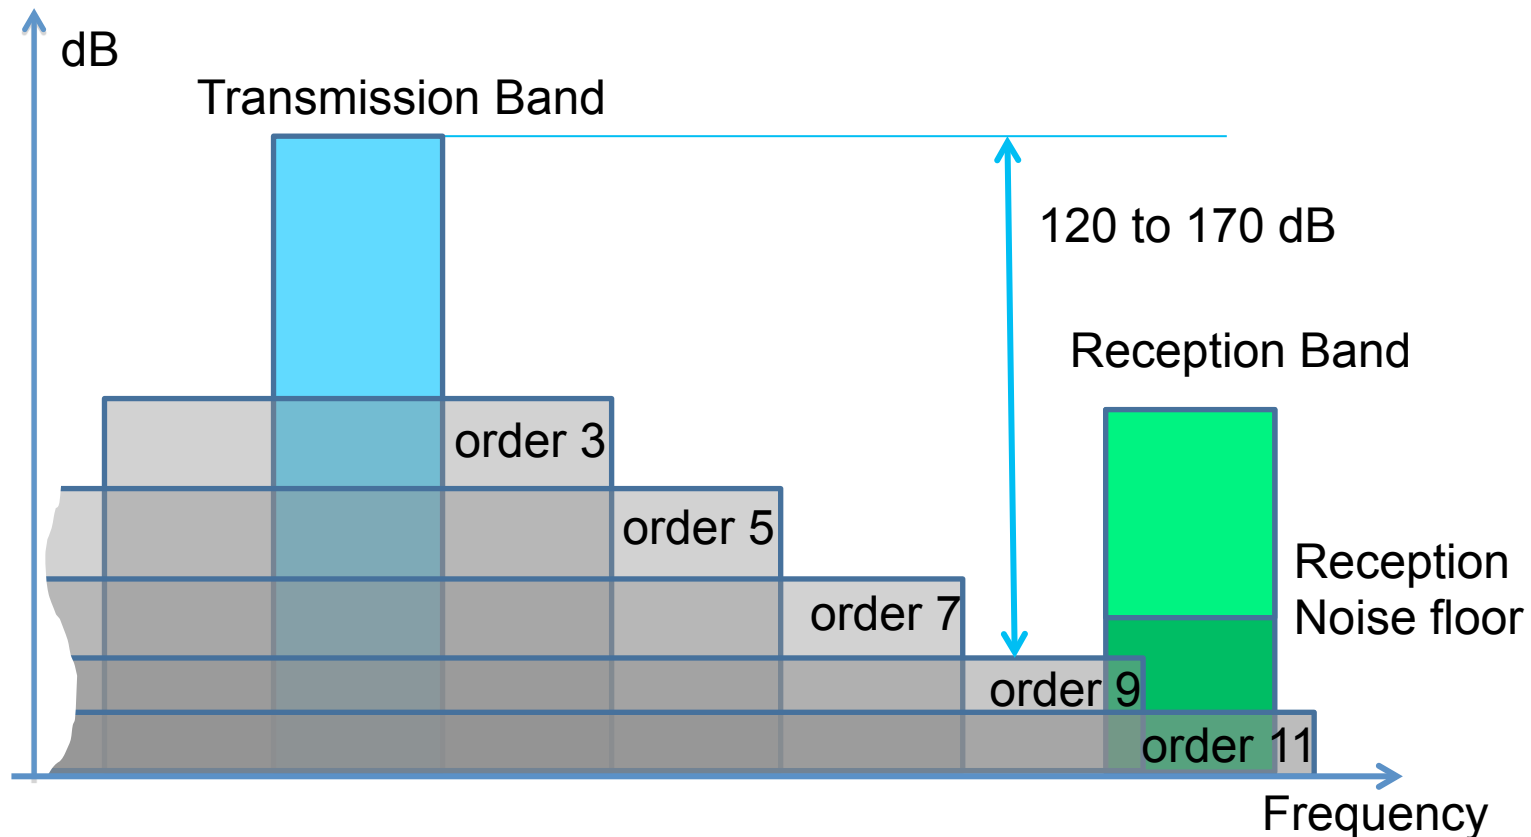 dB
Transmission Band
120 to 170 dB
Reception Band
order 3
order 5
Reception
Noise floor
order 7
order 9
order 11
Frequency